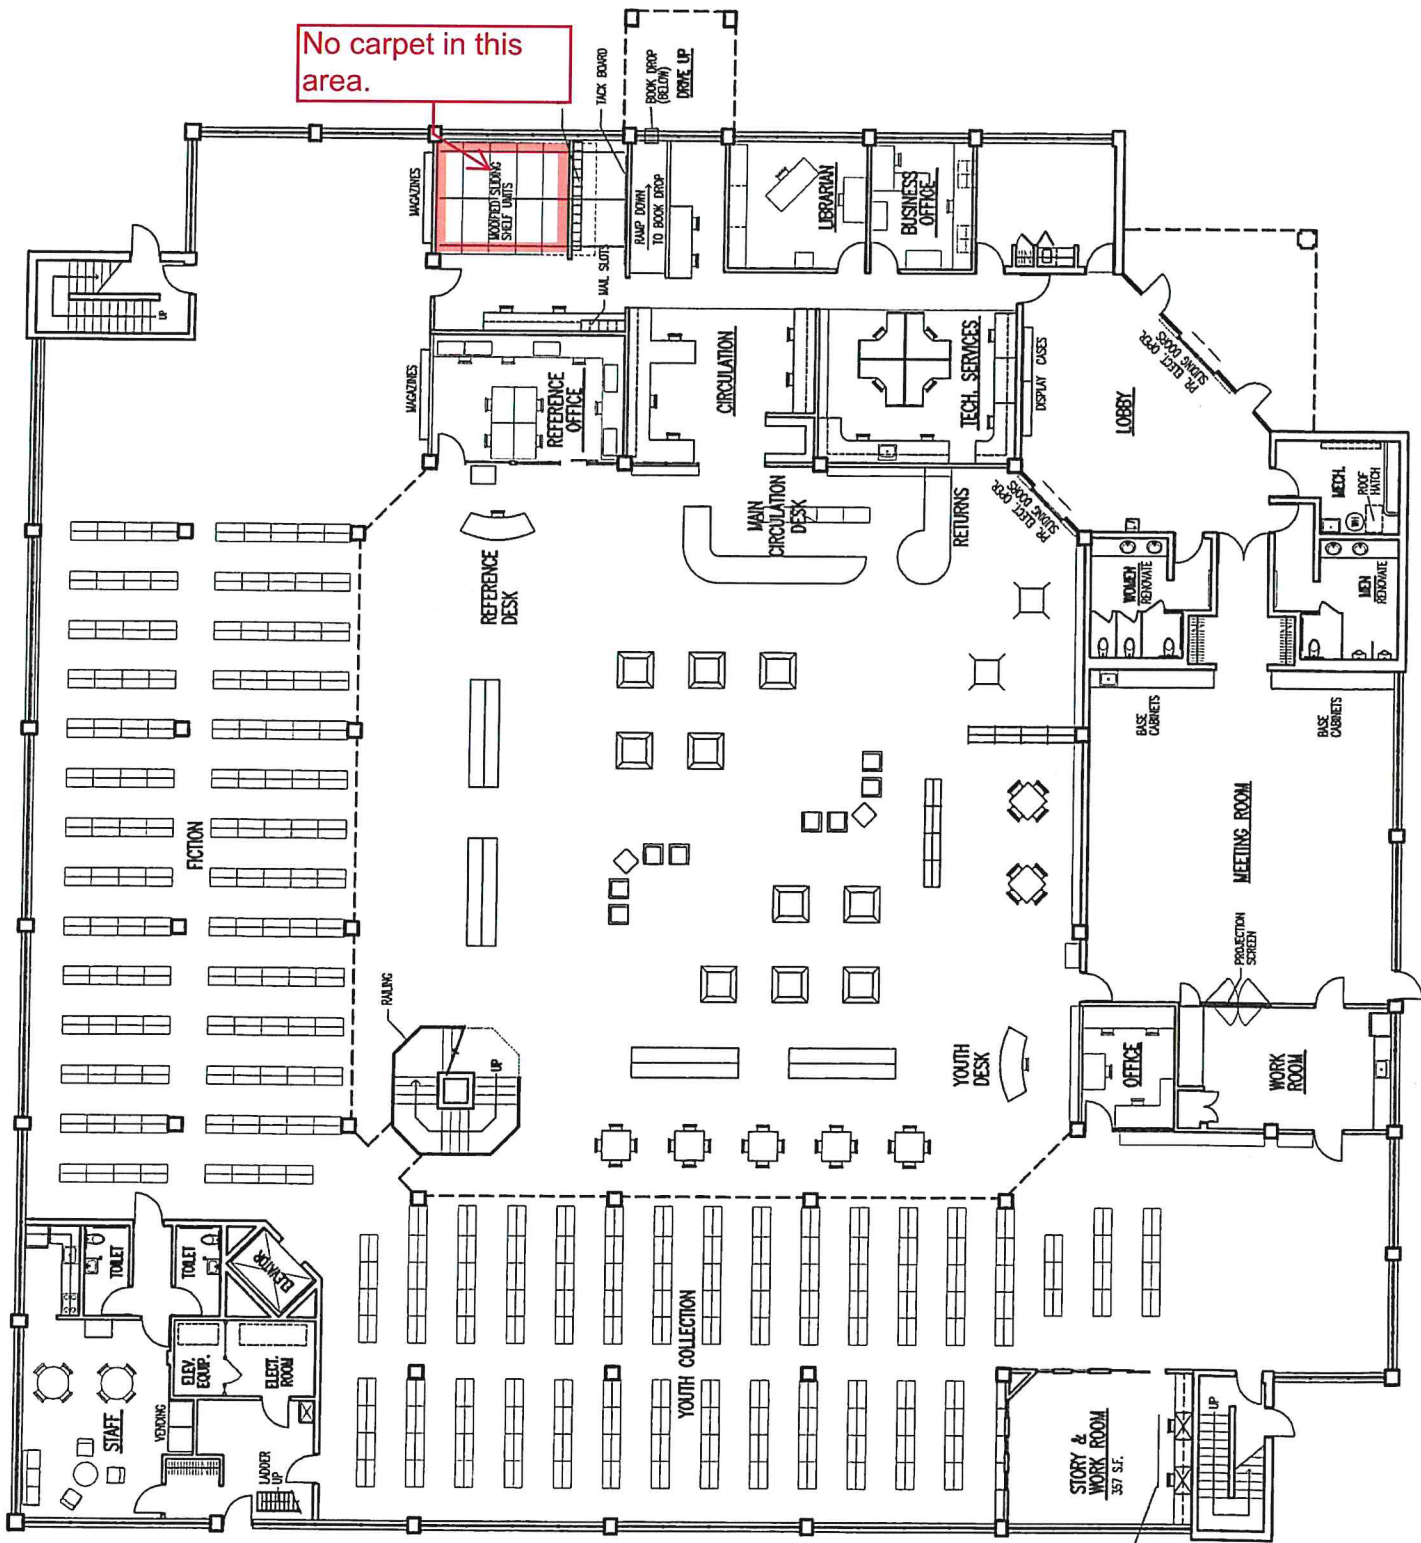 No carpet in this
area.
TACK BOARD
BOOK DROP
(BELOW)
DRIVE UP
MAGAZINES
MODIFIED SLIDING
SHELF UNITS
RAMP DOWN
TO BOOK DROP
LIBRARIAN
BUSINESS
OFFICE
MAIL SLOTS
UP
MAGAZINES
REFERENCE
OFFICE
CIRCULATION
TECH. SERVICES
DISPLAY CASES
PR. ELECT. OPER.
SLIDING DOORS
LOBBY
MECH.
ROOF
HATCH
WH
REFERENCE
DESK
MAIN
CIRCULATION
DESK
RETURNS
PR. ELECT. OPER.
SLIDING DOORS
WOMEN
RENOVATE
MEN
RENOVATE
BASE
CABINETS
BASE
CABINETS
FICTION
MEETING ROOM
PROJECTION
SCREEN
RAILING
UP
YOUTH
DESK
OFFICE
WORK
ROOM
TOILET
TOILET
ELEVATOR
ELEV.
EQUIP.
ELECT.
ROOM
STAFF
VENDING
LADDER
UP
YOUTH COLLECTION
STORY &
WORK ROOM
357 S.F.
UP